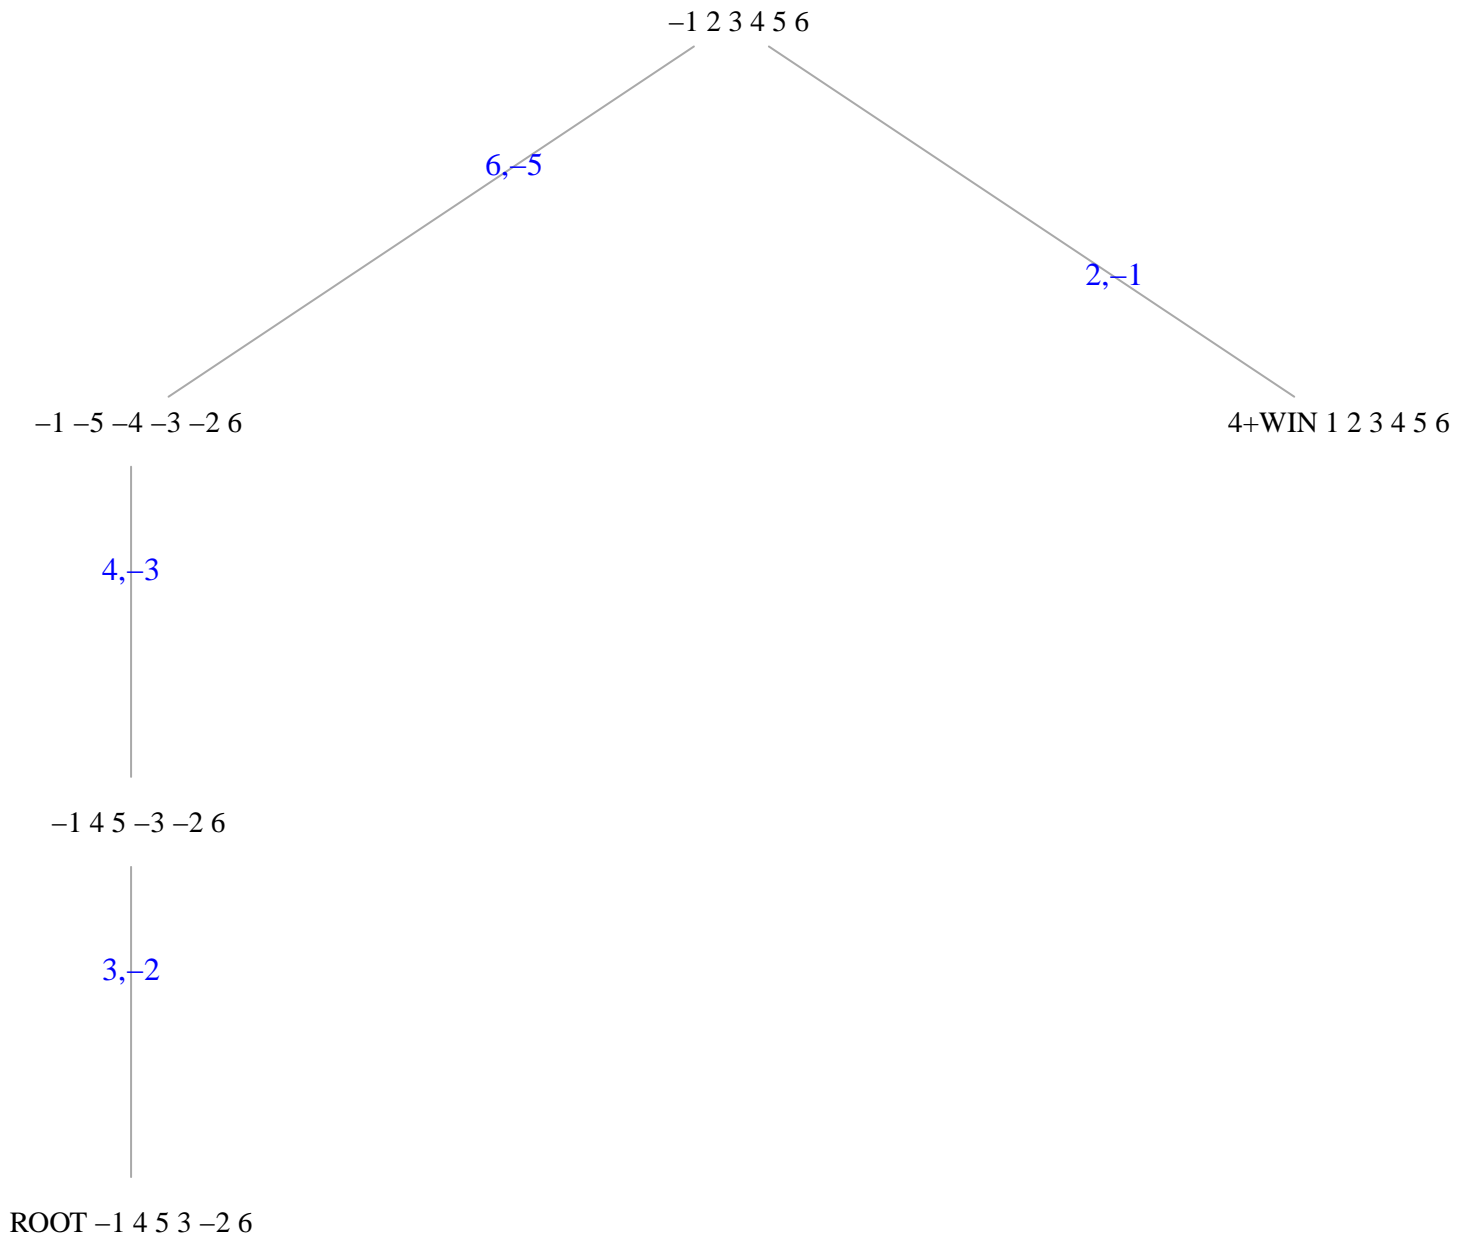 –1 2 3 4 5 6
6,–5
2,–1
–1 –5 –4 –3 –2 6
4+WIN 1 2 3 4 5 6
4,–3
–1 4 5 –3 –2 6
3,–2
ROOT –1 4 5 3 –2 6